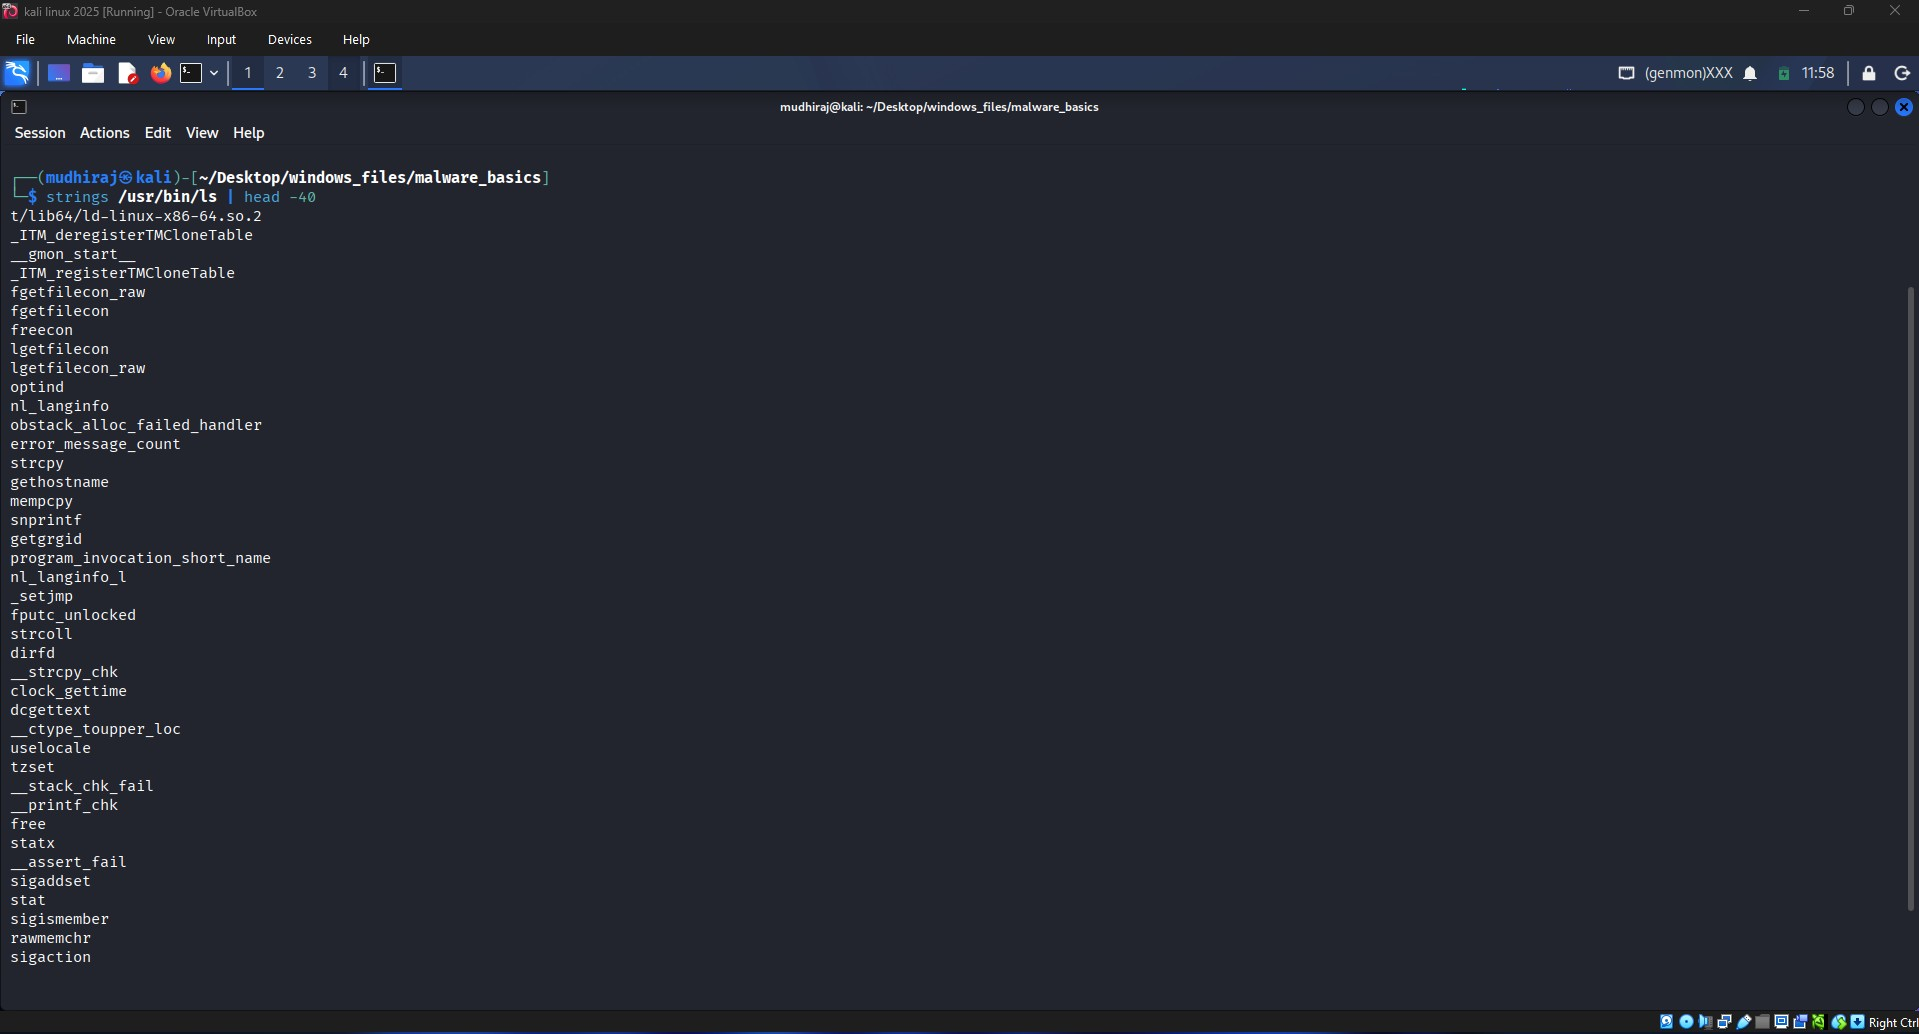 kali linux 2025 [Running] - Oracle VirtualBox
File Machine View Input Devices Help
1 2 3 4 (genmon)XXX 11:58
mudhiraj@kali: ~/Desktop/windows_files/malware_basics
Session Actions Edit View Help
┌──(mudhiraj㉿kali)-[~/Desktop/windows_files/malware_basics]
└─$ strings /usr/bin/ls | head -40
t/lib64/ld-linux-x86-64.so.2
_ITM_deregisterTMCloneTable
__gmon_start__
_ITM_registerTMCloneTable
fgetfilecon_raw
fgetfilecon
freecon
lgetfilecon
lgetfilecon_raw
optind
nl_langinfo
obstack_alloc_failed_handler
error_message_count
strcpy
gethostname
mempcpy
snprintf
getgrgid
program_invocation_short_name
nl_langinfo_l
_setjmp
fputc_unlocked
strcoll
dirfd
__strcpy_chk
clock_gettime
dcgettext
__ctype_toupper_loc
uselocale
tzset
__stack_chk_fail
__printf_chk
free
statx
__assert_fail
sigaddset
stat
sigismember
rawmemchr
sigaction
Right Ctrl